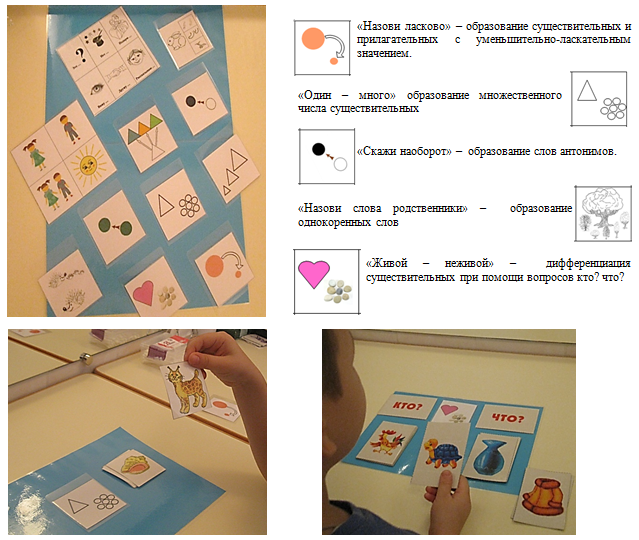 «Назови ласково» – образование существительных и
прилагательных с уменьшительно-ласкательным
значением.
«Один – много» образование множественного
числа существительных
«Скажи наоборот» – образование слов антонимов.
«Назови слова родственники» – образование
однокоренных слов
«Живой – неживой» – дифференциация
существительных при помощи вопросов кто? что?
КТО?
ЧТО?